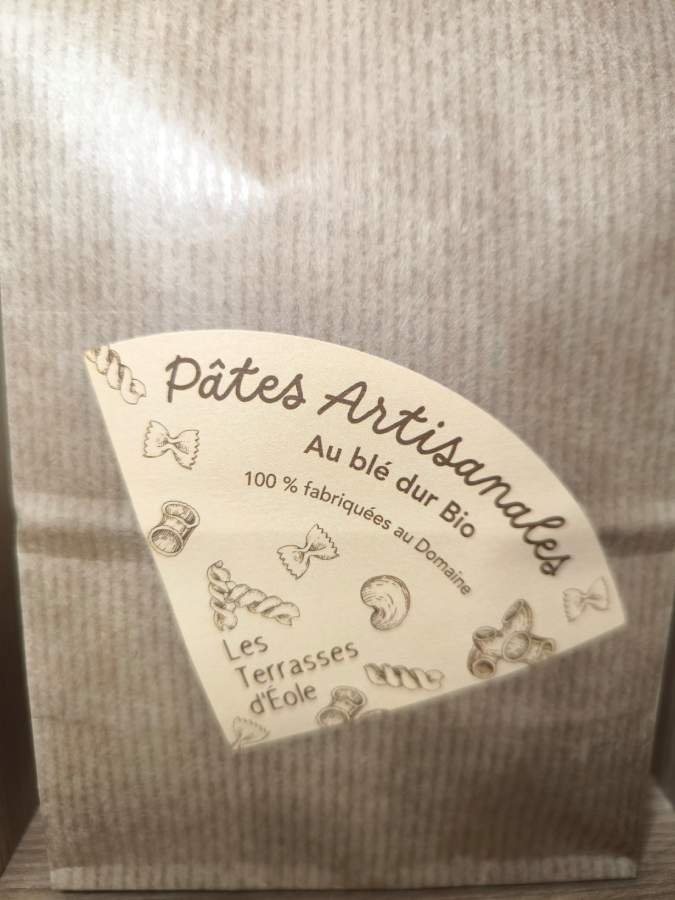 Pâtes Artisanales
Au blé dur Bio
100 % fabriquées au Domaine
Les
Terrasses
d'Éole